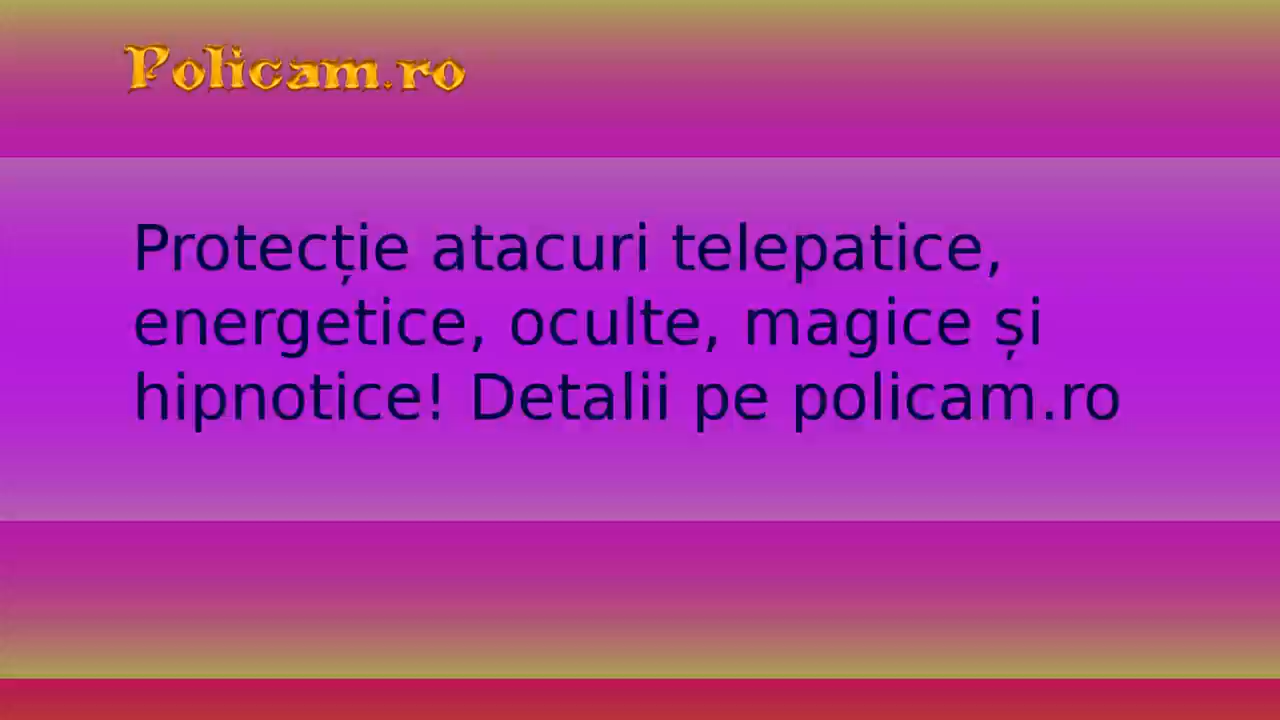 Policam.ro
Protecție atacuri telepatice,
energetice, oculte, magice și
hipnotice! Detalii pe policam.ro